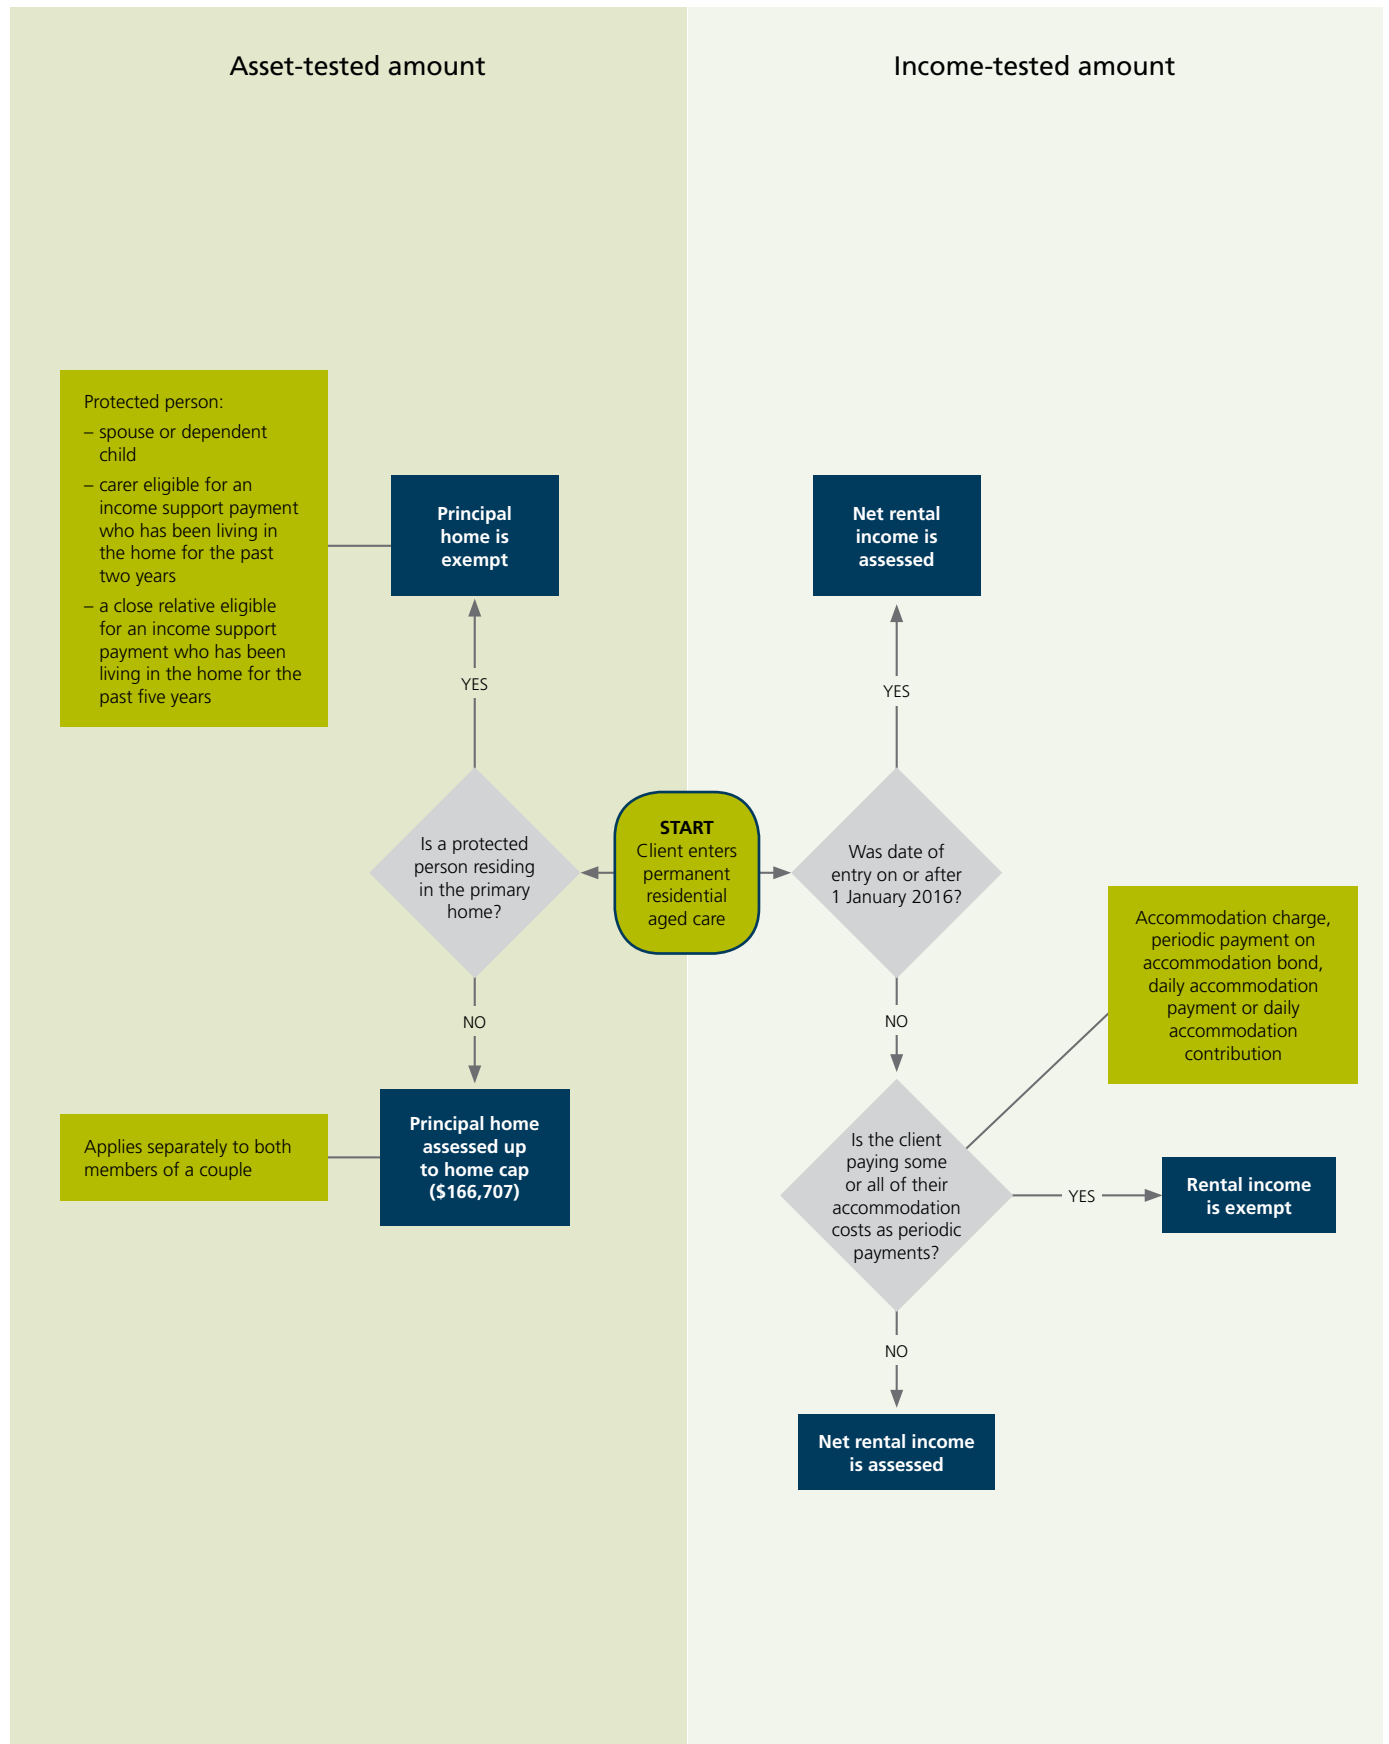 Asset-tested amount
Income-tested amount
Protected person:
– spouse or dependent
child
– carer eligible for an
income support payment
who has been living in
the home for the past
two years
– a close relative eligible
for an income support
payment who has been
living in the home for the
past five years
Principal
home is
exempt
Net rental
income is
assessed
YES
YES
Is a protected
person residing
in the primary
home?
START
Client enters
permanent
residential
aged care
Was date of
entry on or after
1 January 2016?
Accommodation charge,
periodic payment on
accommodation bond,
daily accommodation
payment or daily
accommodation
contribution
NO
NO
Applies separately to both
members of a couple
Principal home
assessed up
to home cap
($166,707)
Is the client
paying some
or all of their
accommodation
costs as periodic
payments?
YES
Rental income
is exempt
NO
Net rental income
is assessed